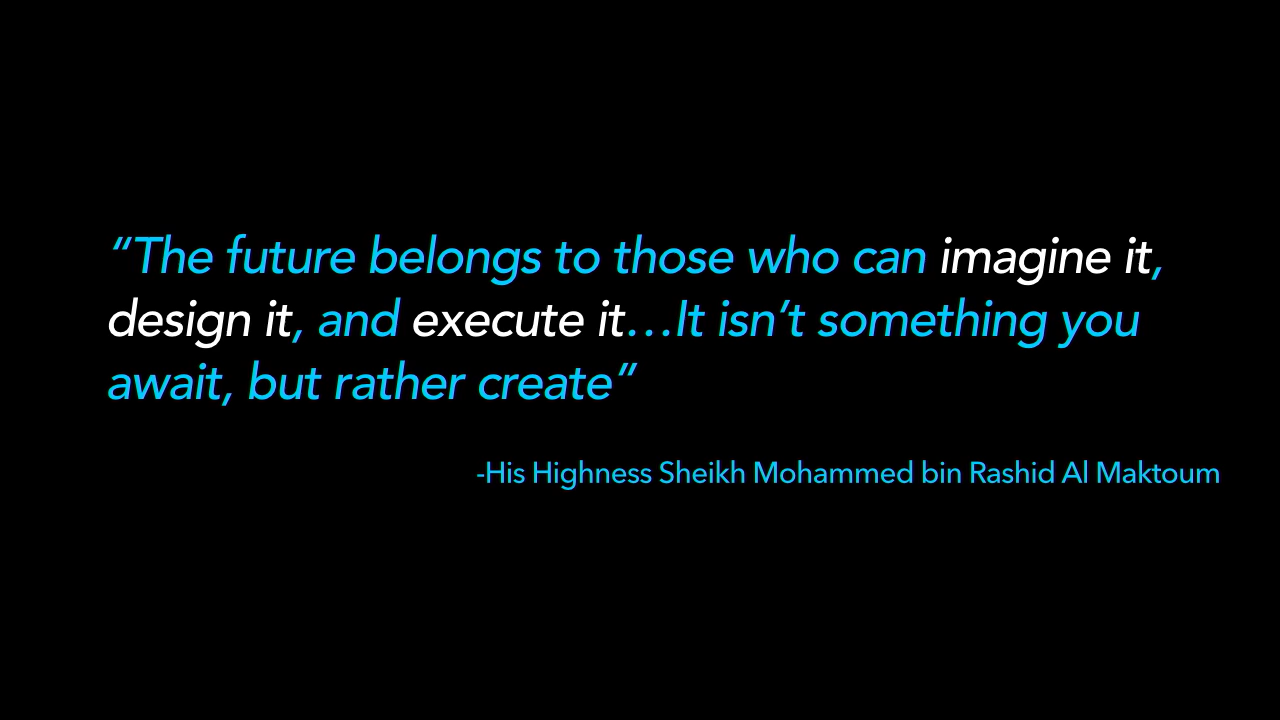 “The future belongs to those who can imagine it,
design it, and execute it…It isn’t something you
await, but rather create”
-His Highness Sheikh Mohammed bin Rashid Al Maktoum